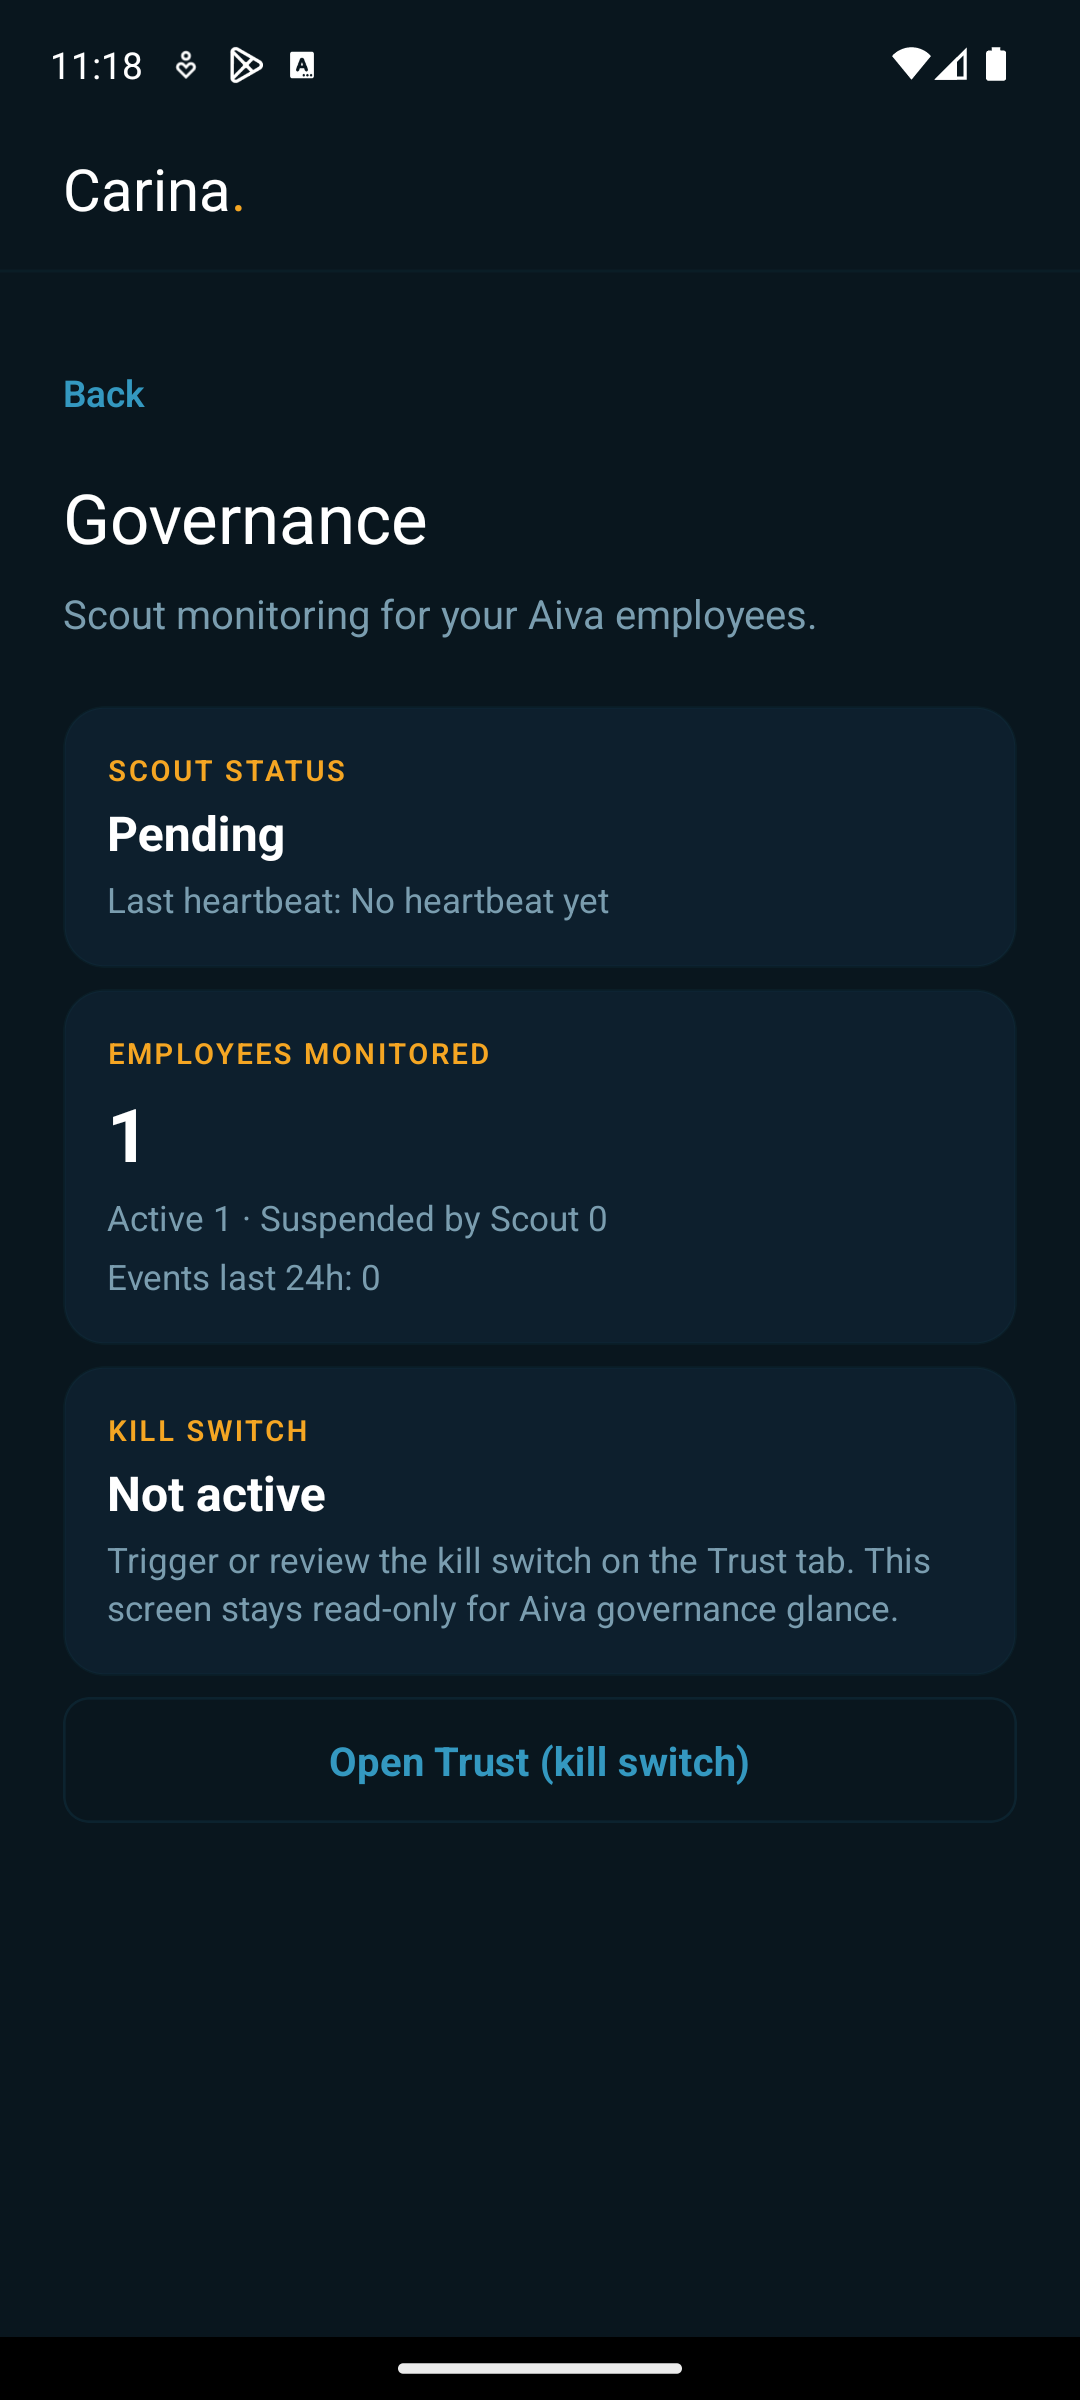 11:18
Carina.
Back
Governance
Scout monitoring for your Aiva employees.
SCOUT STATUS
Pending
Last heartbeat: No heartbeat yet
EMPLOYEES MONITORED
1
Active 1 · Suspended by Scout 0
Events last 24h: 0
KILL SWITCH
Not active
Trigger or review the kill switch on the Trust tab. This
screen stays read-only for Aiva governance glance.
Open Trust (kill switch)